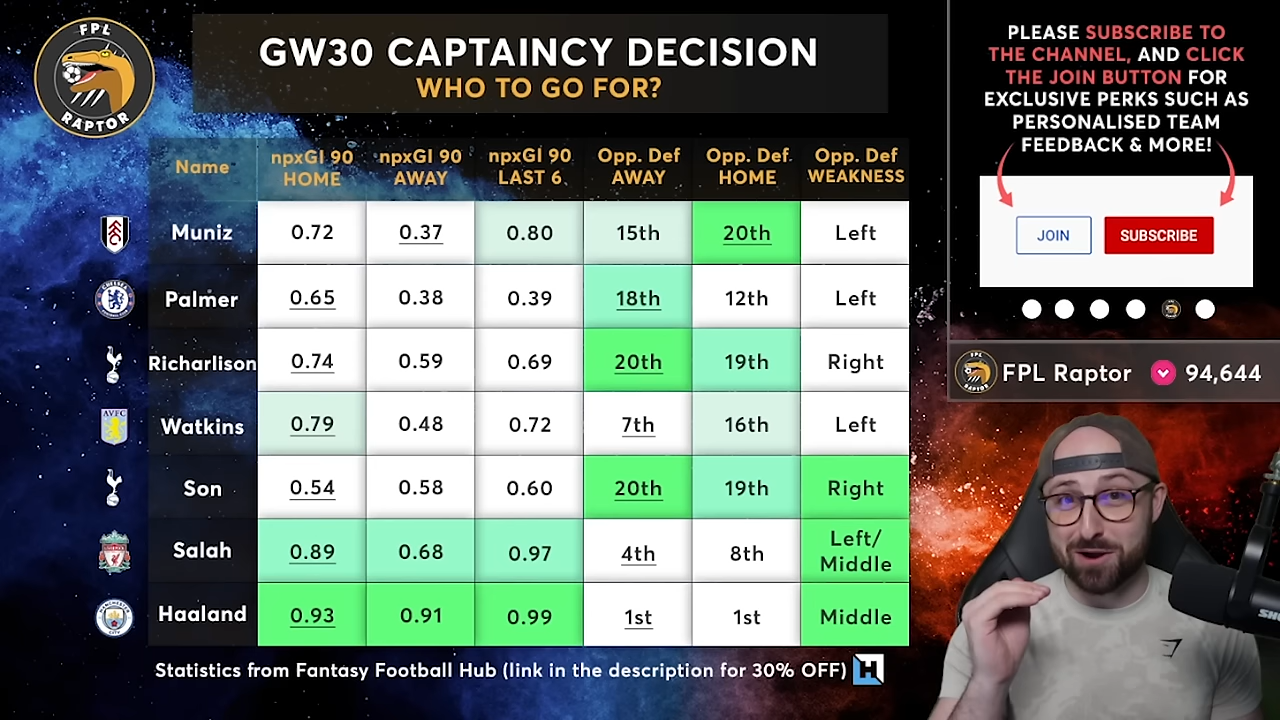 FPL
RAPTOR
GW30 CAPTAINCY DECISION
WHO TO GO FOR?
Name
npxGI 90
HOME
npxGI 90
AWAY
npxGI 90
LAST 6
Opp. Def
AWAY
Opp. Def
HOME
Opp. Def
WEAKNESS
Muniz 0.72 0.37 0.80 15th 20th Left
CHELSEA
Palmer 0.65 0.38 0.39 18th 12th Left
Richarlison 0.74 0.59 0.69 20th 19th Right
AVFC
Watkins 0.79 0.48 0.72 7th 16th Left
Son 0.54 0.58 0.60 20th 19th Right
Salah 0.89 0.68 0.97 4th 8th Left/
Middle
Haaland 0.93 0.91 0.99 1st 1st Middle
Statistics from Fantasy Football Hub (link in the description for 30% OFF) H
PLEASE SUBSCRIBE TO
THE CHANNEL, AND CLICK
THE JOIN BUTTON FOR
EXCLUSIVE PERKS SUCH AS
PERSONALISED TEAM
FEEDBACK & MORE!
JOIN SUBSCRIBE
FPL
RAPTOR
FPL Raptor 94,644